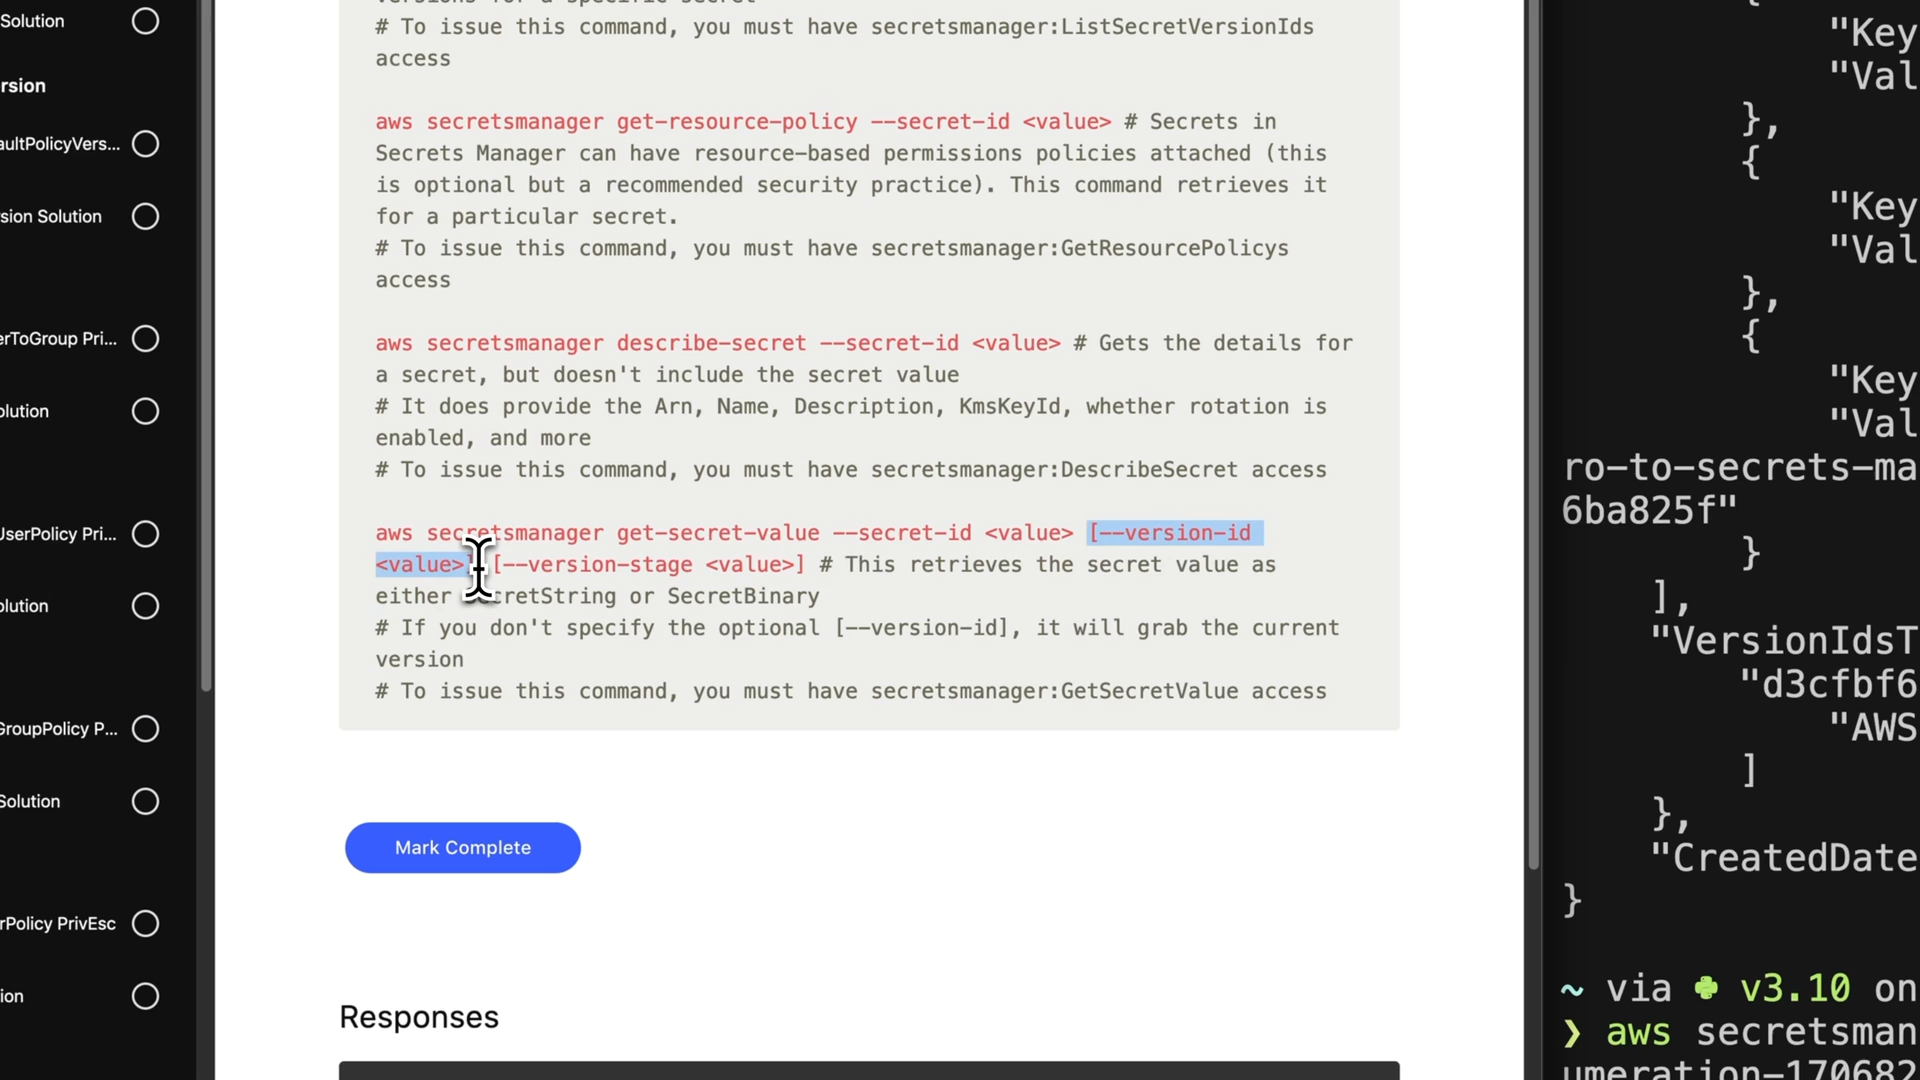 Solution
rsion
aultPolicyVers...
sion Solution
erToGroup Pri...
olution
UserPolicy Pri...
olution
GroupPolicy P...
Solution
rPolicy PrivEsc
ion
versions for a specific secret
# To issue this command, you must have secretsmanager:ListSecretVersionIds
access
aws secretsmanager get-resource-policy --secret-id <value> # Secrets in
Secrets Manager can have resource-based permissions policies attached (this
is optional but a recommended security practice). This command retrieves it
for a particular secret.
# To issue this command, you must have secretsmanager:GetResourcePolicys
access
aws secretsmanager describe-secret --secret-id <value> # Gets the details for
a secret, but doesn't include the secret value
# It does provide the Arn, Name, Description, KmsKeyId, whether rotation is
enabled, and more
# To issue this command, you must have secretsmanager:DescribeSecret access
aws secretsmanager get-secret-value --secret-id <value> [--version-id
<value>] [--version-stage <value>] # This retrieves the secret value as
either SecretString or SecretBinary
# If you don't specify the optional [--version-id], it will grab the current
version
# To issue this command, you must have secretsmanager:GetSecretValue access
Mark Complete
Responses
{
"Key
"Val
},
{
"Key
"Val
},
{
"Key
"Val
ro-to-secrets-ma
6ba825f"
}
],
"VersionIdsT
"d3cfbf6
"AWS
]
},
"CreatedDate
}
~ via v3.10 on
❯ aws secretsman
umeration-170682